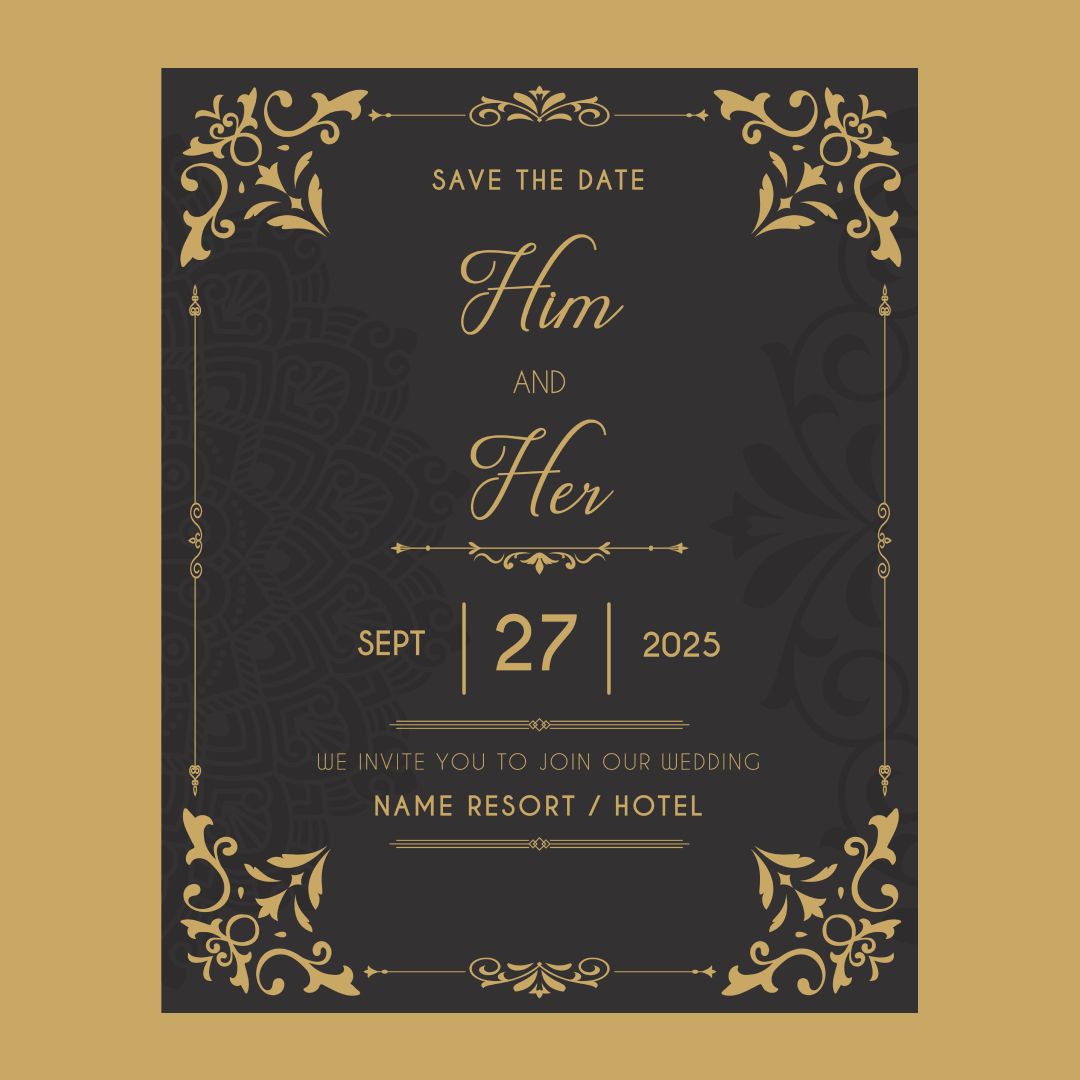 SAVE THE DATE
Him
AND
Her
SEPT 27 2025
WE INVITE YOU TO JOIN OUR WEDDING
NAME RESORT / HOTEL